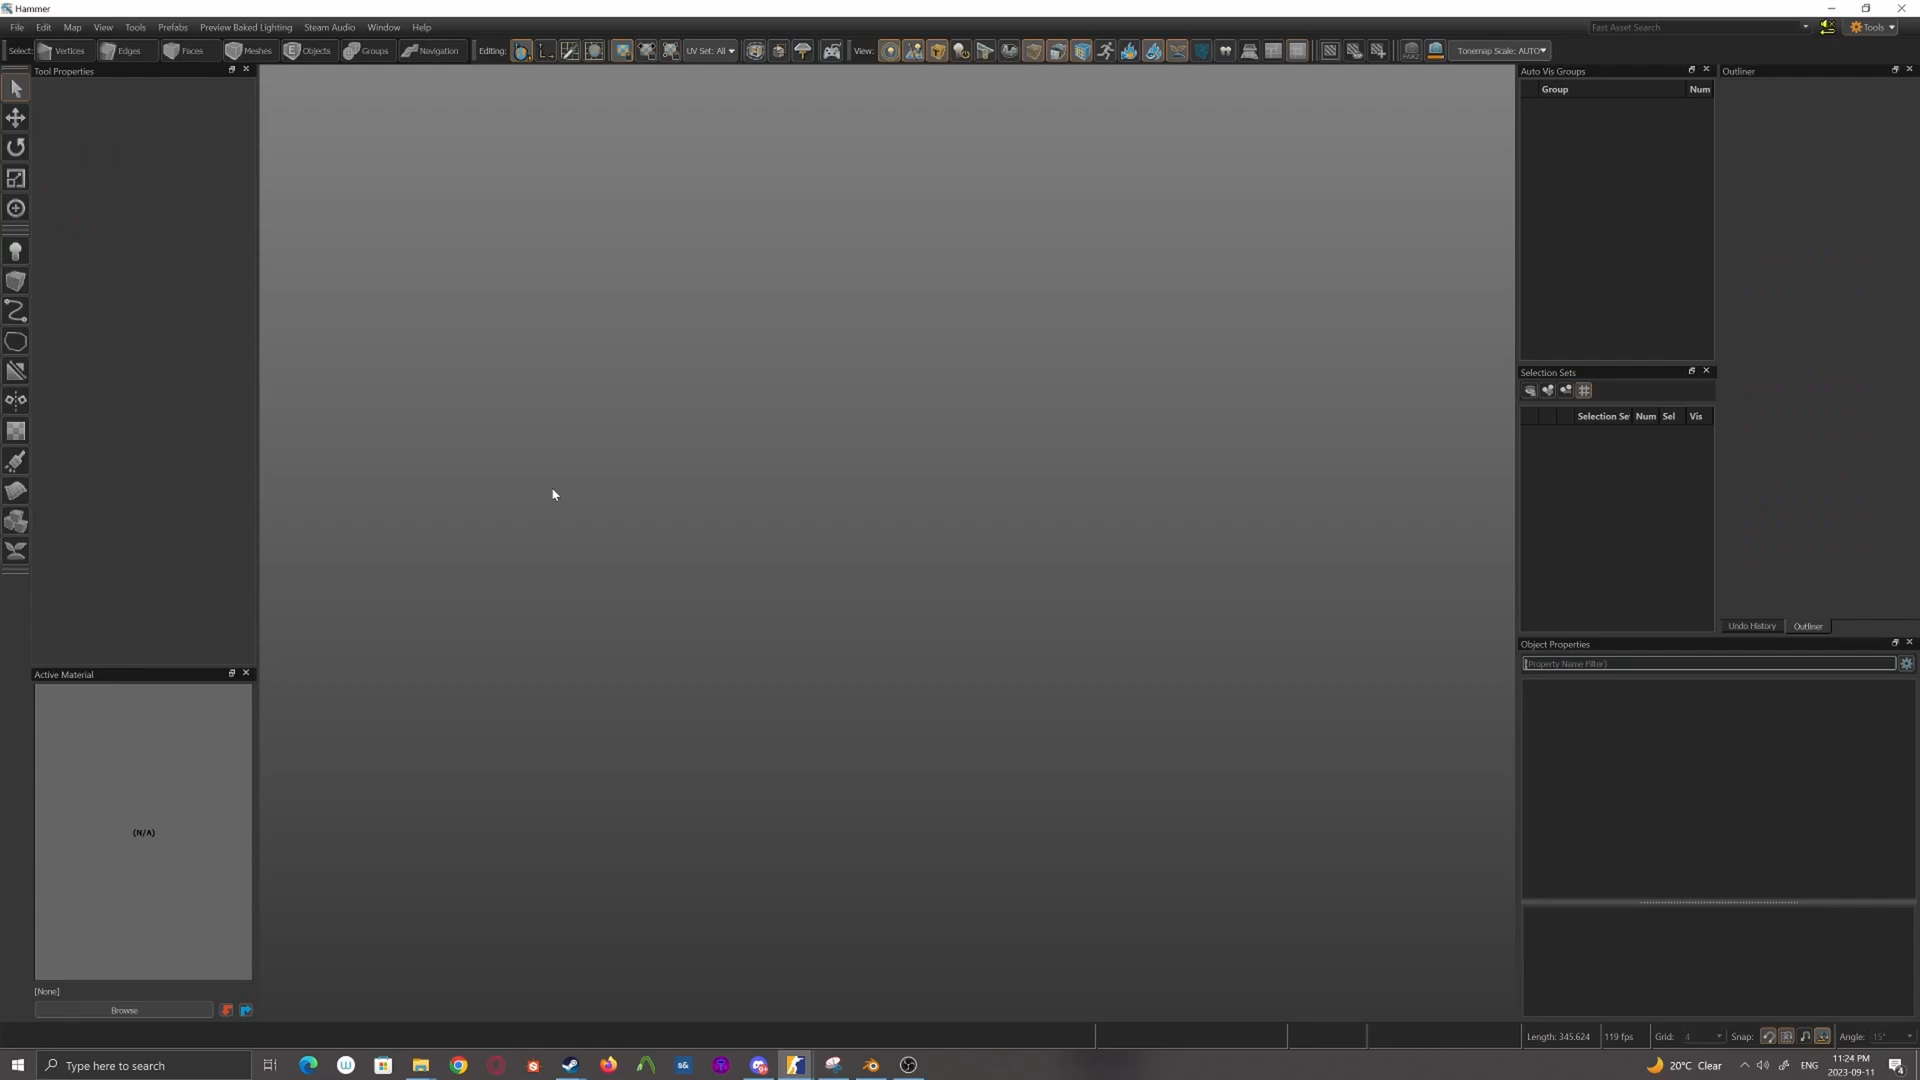 Hammer
File Edit Map View Tools Prefabs Preview Baked Lighting Steam Audio Window Help
Fast Asset Search
Tools
Select: Vertices Edges Faces Meshes Objects Groups Navigation Editing: UV Set: All View: Tonemap Scale: AUTO
Tool Properties
Auto Vis Groups
Outliner
Group Num
Selection Sets
Selection Se Num Sel Vis
Undo History Outliner
Object Properties
(Property Name Filter)
Active Material
(N/A)
[None]
Browse
Length: 345.624 119 fps Grid: 4 Snap: Angle: 15°
Type here to search
20°C Clear
ENG
11:24 PM
2023-09-11